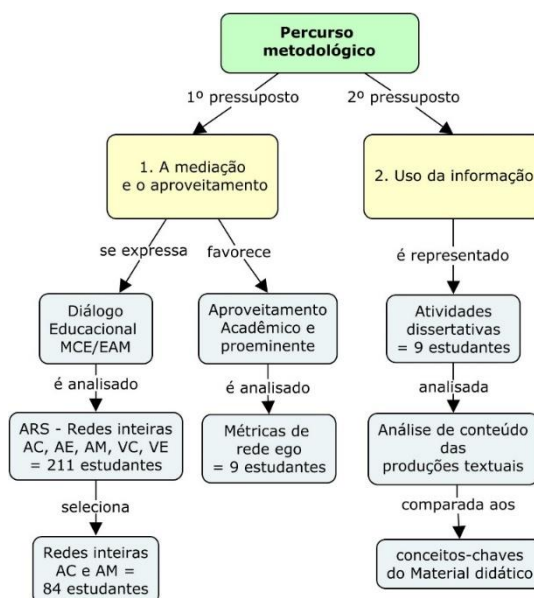 Percurso
metodológico
1º pressuposto
2º pressuposto
1. A mediação
e o aproveitamento
2. Uso da informação
se expressa
favorece
é representado
Diálogo
Educacional
MCE/EAM
Aproveitamento
Acadêmico e
proeminente
Atividades
dissertativas
= 9 estudantes
é analisado
é analisado
analisada
ARS - Redes inteiras
AC, AE, AM, VC, VE
= 211 estudantes
Métricas de
rede ego
= 9 estudantes
Análise de conteúdo
das
produções textuais
seleciona
comparada aos
Redes inteiras
AC e AM =
84 estudantes
conceitos-chaves
do Material didático